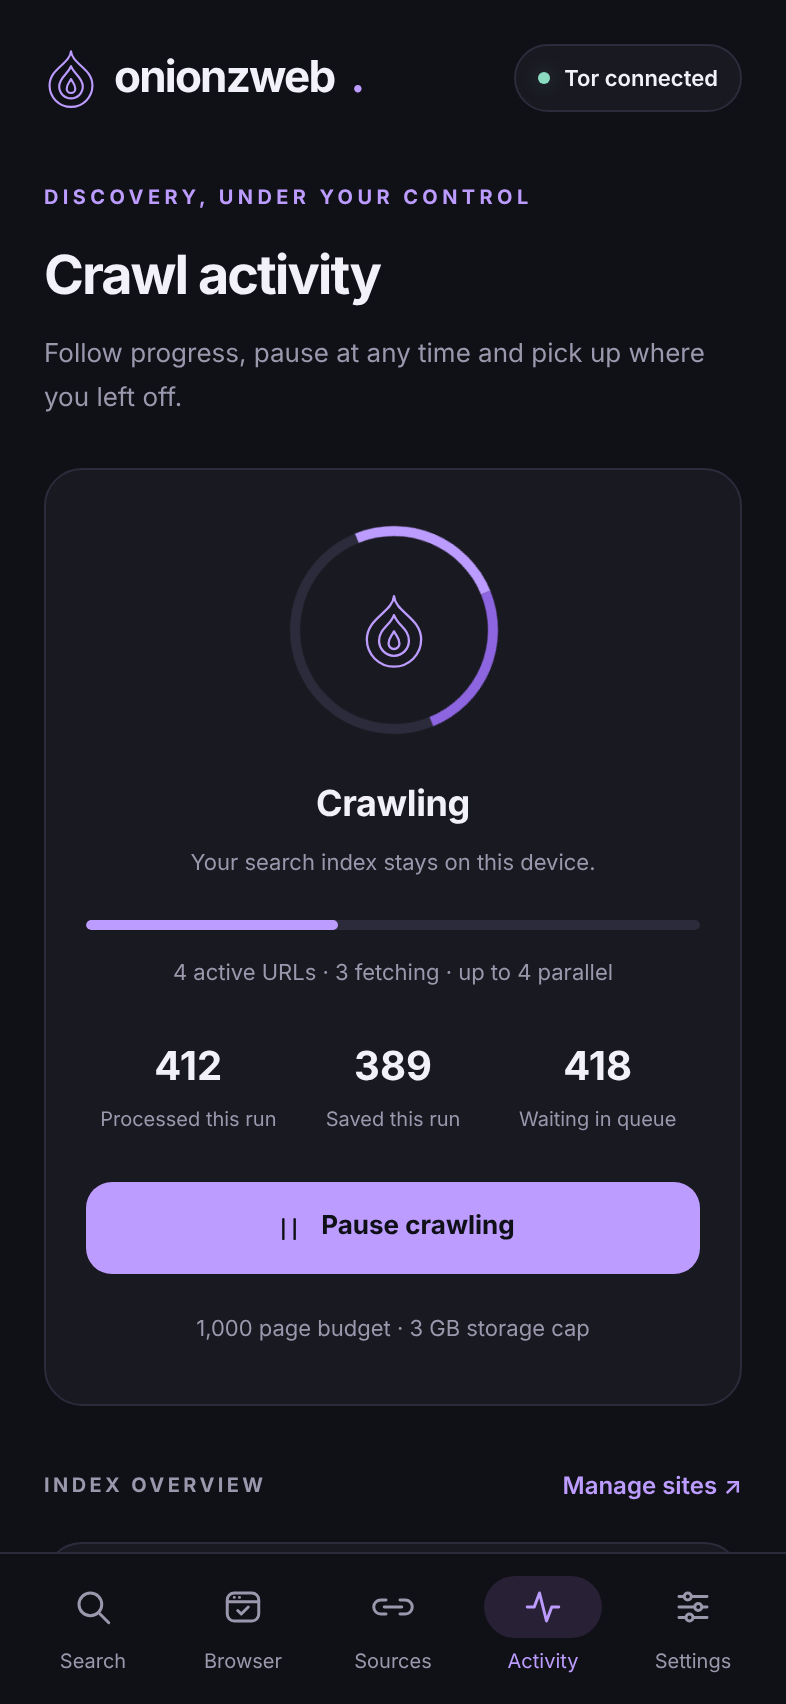 onionzweb .
Tor connected
DISCOVERY, UNDER YOUR CONTROL
Crawl activity
Follow progress, pause at any time and pick up where
you left off.
Crawling
Your search index stays on this device.
4 active URLs · 3 fetching · up to 4 parallel
412
Processed this run
389
Saved this run
418
Waiting in queue
Pause crawling
1,000 page budget · 3 GB storage cap
INDEX OVERVIEW
Manage sites ↗
Search
Browser
Sources
Activity
Settings